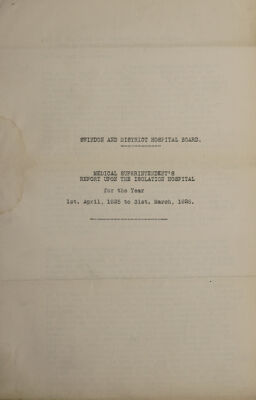 SWINDON AND DISTRICT HOSPITAL BOARD.
MEDICAL SUPERINTENDENT'S
REPORT UPON THE ISOLATION HOSPITAL
for the Year
1st. April, 1925 to 31st. March, 1926.